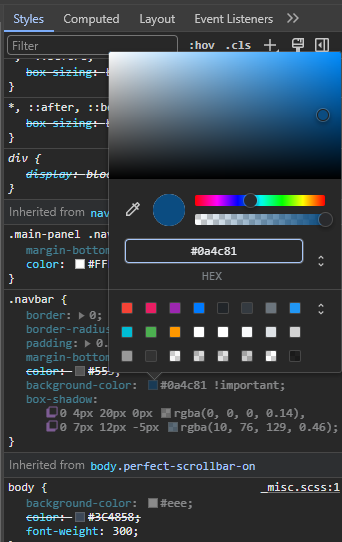 Styles Computed Layout Event Listeners
Filter :hov .cls
box-sizing: b
}
*, ::after, ::be
box-sizing: b
}
div {
display: bloc
}
Inherited from nav
.main-panel .nav
margin-bottom
color: #FF
}
.navbar {
border: 0;
border-radius
padding: 0.
margin-bottom
color: #555
background-color: #0a4c81 !important;
box-shadow:
0 4px 20px 0px rgba(0, 0, 0, 0.14),
0 7px 12px -5px rgba(10, 76, 129, 0.46);
}
Inherited from body.perfect-scrollbar-on
body { _misc.scss:1
background-color: #eee;
color: #3C4858;
font-weight: 300;
}
#0a4c81
HEX